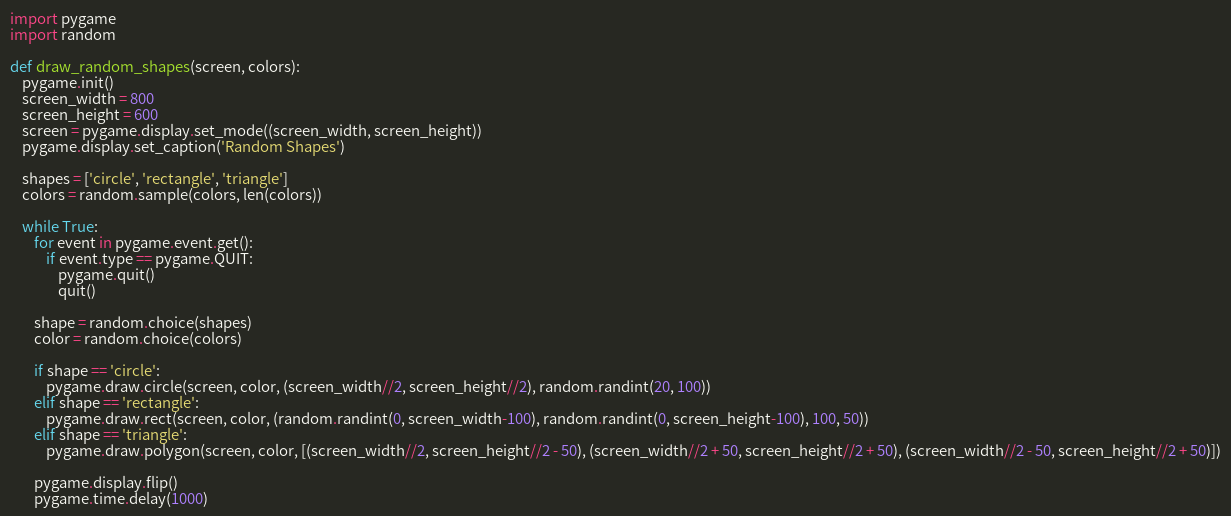 import pygame
import random
def draw_random_shapes(screen, colors):
pygame.init()
screen_width = 800
screen_height = 600
screen = pygame.display.set_mode((screen_width, screen_height))
pygame.display.set_caption('Random Shapes')
shapes = ['circle', 'rectangle', 'triangle']
colors = random.sample(colors, len(colors))
while True:
for event in pygame.event.get():
if event.type == pygame.QUIT:
pygame.quit()
quit()
shape = random.choice(shapes)
color = random.choice(colors)
if shape == 'circle':
pygame.draw.circle(screen, color, (screen_width//2, screen_height//2), random.randint(20, 100))
elif shape == 'rectangle':
pygame.draw.rect(screen, color, (random.randint(0, screen_width-100), random.randint(0, screen_height-100), 100, 50))
elif shape == 'triangle':
pygame.draw.polygon(screen, color, [(screen_width//2, screen_height//2 - 50), (screen_width//2 + 50, screen_height//2 + 50), (screen_width//2 - 50, screen_height//2 + 50)])
pygame.display.flip()
pygame.time.delay(1000)